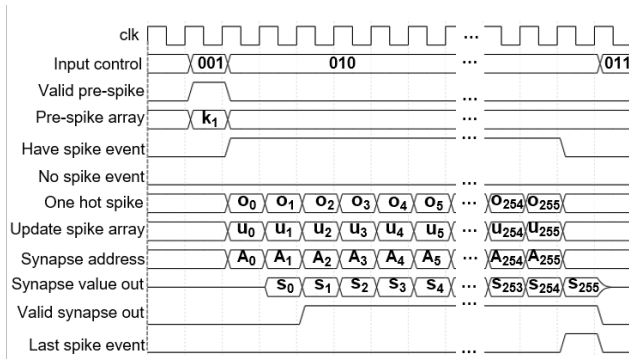 clk ...
Input control 001 010 ... 011
Valid pre-spike ...
Pre-spike array k1 ...
Have spike event ...
No spike event ...
One hot spike O0 O1 O2 O3 O4 O5 ... O254 O255
Update spike array u0 u1 u2 u3 u4 u5 ... u254 u255
Synapse address A0 A1 A2 A3 A4 A5 ... A254 A255
Synapse value out S0 S1 S2 S3 S4 ... S253 S254 S255
Valid synapse out ...
Last spike event ...